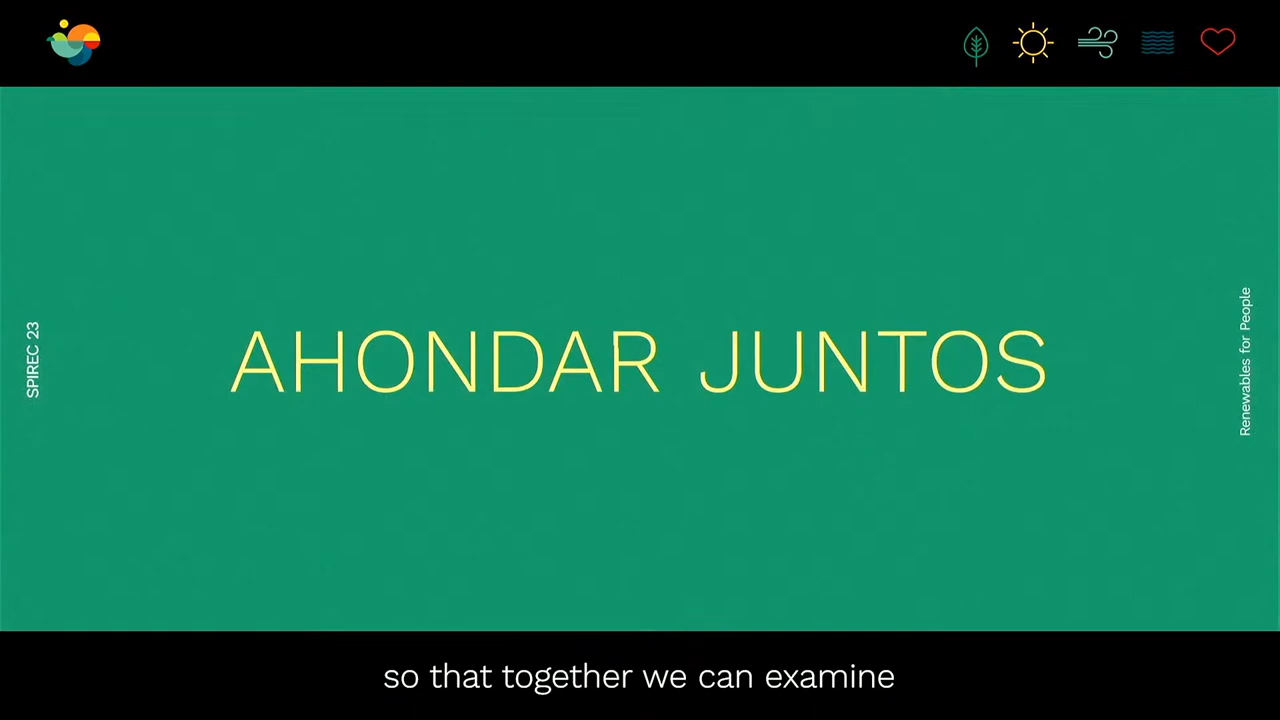 SPIREC 23
AHONDAR JUNTOS
Renewables for People
so that together we can examine